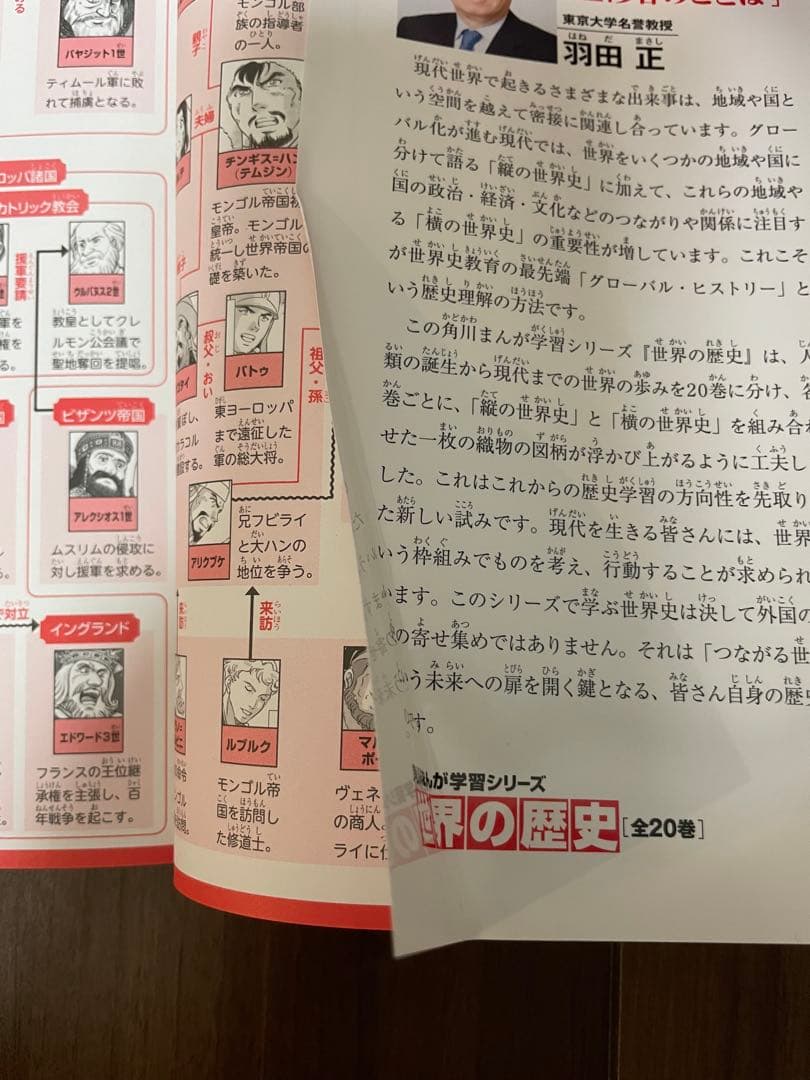 バヤジット1世
ティムール軍に敗
れて捕虜となる。
ロッパ諸国
カトリック教会
援軍要請
ウルバヌス2世
教皇としてクレ
ルモン公会議で
聖地奪回を提唱。
ビザンツ帝国
アレクシオス1世
ムスリムの侵攻に
対し援軍を求める。
で対立
イングランド
エドワード3世
フランスの王位継
承権を主張し、百
年戦争を起こす。
モンゴル部
族の指導者
の一人。
親子
夫婦
チンギス=ハン
(テムジン)
モンゴル帝国初
皇帝。モンゴル
統一し世界帝国の
礎を築いた。
叔父・おい
祖父・孫
バトゥ
東ヨーロッパ
まで遠征した
軍の総大将。
アリクブケ
兄フビライ
と大ハンの
地位を争う。
来訪
ルブルク
モンゴル帝
国を訪問し
た修道士。
マル
ポー
ヴェネ
の商人。
ライに仕
東京大学名誉教授
羽田 正
現代世界で起きるさまざまな出来事は、地域や国と
いう空間を越えて密接に関連し合っています。グロー
バル化が進む現代では、世界をいくつかの地域や国に
分けて語る「縦の世界史」に加えて、これらの地域や
国の政治・経済・文化などのつながりや関係に注目す
る「横の世界史」の重要性が増しています。これこそ
が世界史教育の最先端「グローバル・ヒストリー」と
いう歴史理解の方法です。
この角川まんが学習シリーズ『世界の歴史』は、人
類の誕生から現代までの世界の歩みを20巻に分け、各
巻ごとに、「縦の世界史」と「横の世界史」を組み合わ
せた一枚の織物の図柄が浮かび上がるように工夫し
した。これはこれからの歴史学習の方向性を先取り
た新しい試みです。現代を生きる皆さんには、世界
いう枠組みでものを考え、行動することが求められ
います。このシリーズで学ぶ世界史は決して外国の
の寄せ集めではありません。それは「つながる世
う未来への扉を開く鍵となる、皆さん自身の歴史
です。
まんが学習シリーズ
世界の歴史[全20巻]